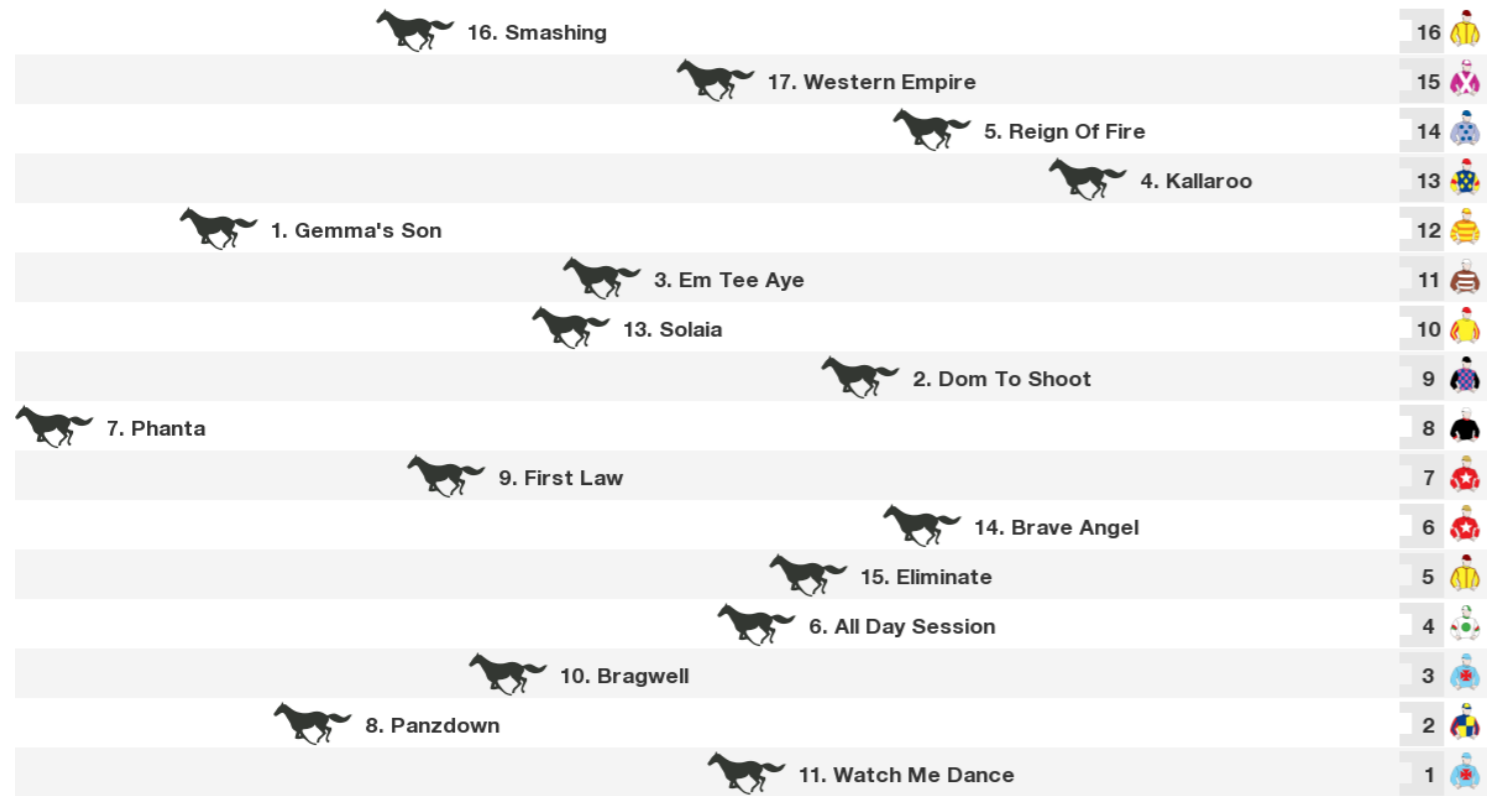 16. Smashing 16
17. Western Empire 15
5. Reign Of Fire 14
4. Kallaroo 13
1. Gemma's Son 12
3. Em Tee Aye 11
13. Solaia 10
2. Dom To Shoot 9
7. Phanta 8
9. First Law 7
14. Brave Angel 6
15. Eliminate 5
6. All Day Session 4
10. Bragwell 3
8. Panzdown 2
11. Watch Me Dance 1